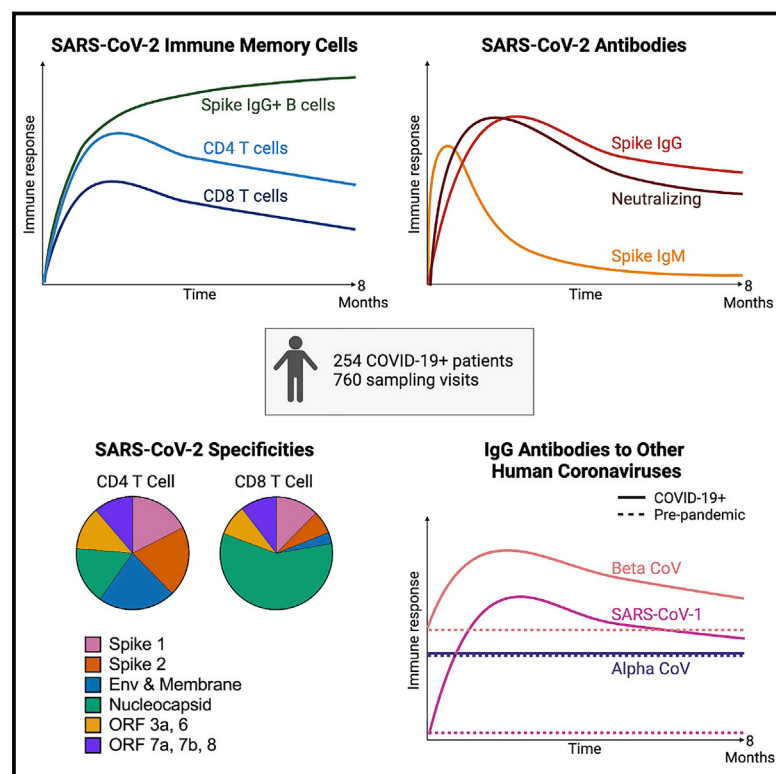 SARS-CoV-2 Immune Memory Cells
Immune response
Spike IgG+ B cells
CD4 T cells
CD8 T cells
Time
8
Months
SARS-CoV-2 Antibodies
Immune response
Spike IgG
Neutralizing
Spike IgM
Time
8
Months
254 COVID-19+ patients
760 sampling visits
SARS-CoV-2 Specificities
CD4 T Cell
CD8 T Cell
Spike 1
Spike 2
Env & Membrane
Nucleocapsid
ORF 3a, 6
ORF 7a, 7b, 8
IgG Antibodies to Other
Human Coronaviruses
COVID-19+
Pre-pandemic
Immune response
Beta CoV
SARS-CoV-1
Alpha CoV
Time
8
Months